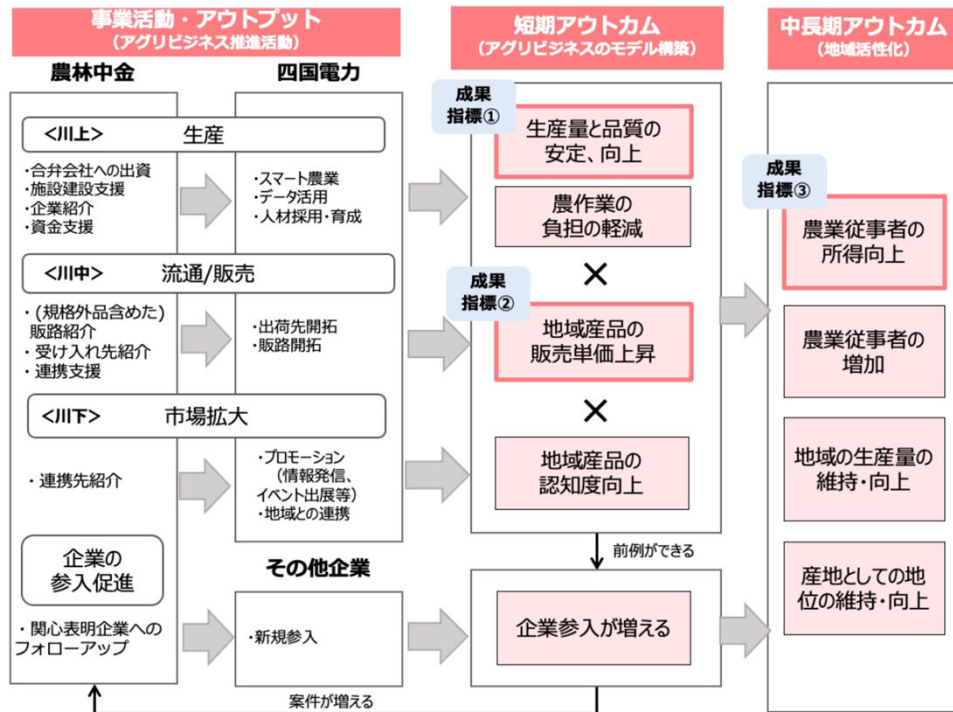 事業活動・アウトプット
(アグリビジネス推進活動)
短期アウトカム
(アグリビジネスのモデル構築)
中長期アウトカム
(地域活性化)
農林中金
四国電力
<川上> 生産
・合弁会社への出資
・施設建設支援
・企業紹介
・資金支援
・スマート農業
・データ活用
・人材採用・育成
成果
指標①
生産量と品質の
安定、向上
農作業の
負担の軽減
×
<川中> 流通/販売
・(規格外品含めた)
販路紹介
・受け入れ先紹介
・連携支援
・出荷先開拓
・販路開拓
成果
指標②
地域産品の
販売単価上昇
×
<川下> 市場拡大
・連携先紹介
・プロモーション
(情報発信、
イベント出展等)
・地域との連携
地域産品の
認知度向上
前例ができる
企業の
参入促進
・関心表明企業への
フォローアップ
その他企業
・新規参入
企業参入が増える
案件が増える
成果
指標③
農業従事者の
所得向上
農業従事者の
増加
地域の生産量の
維持・向上
産地としての地
位の維持・向上